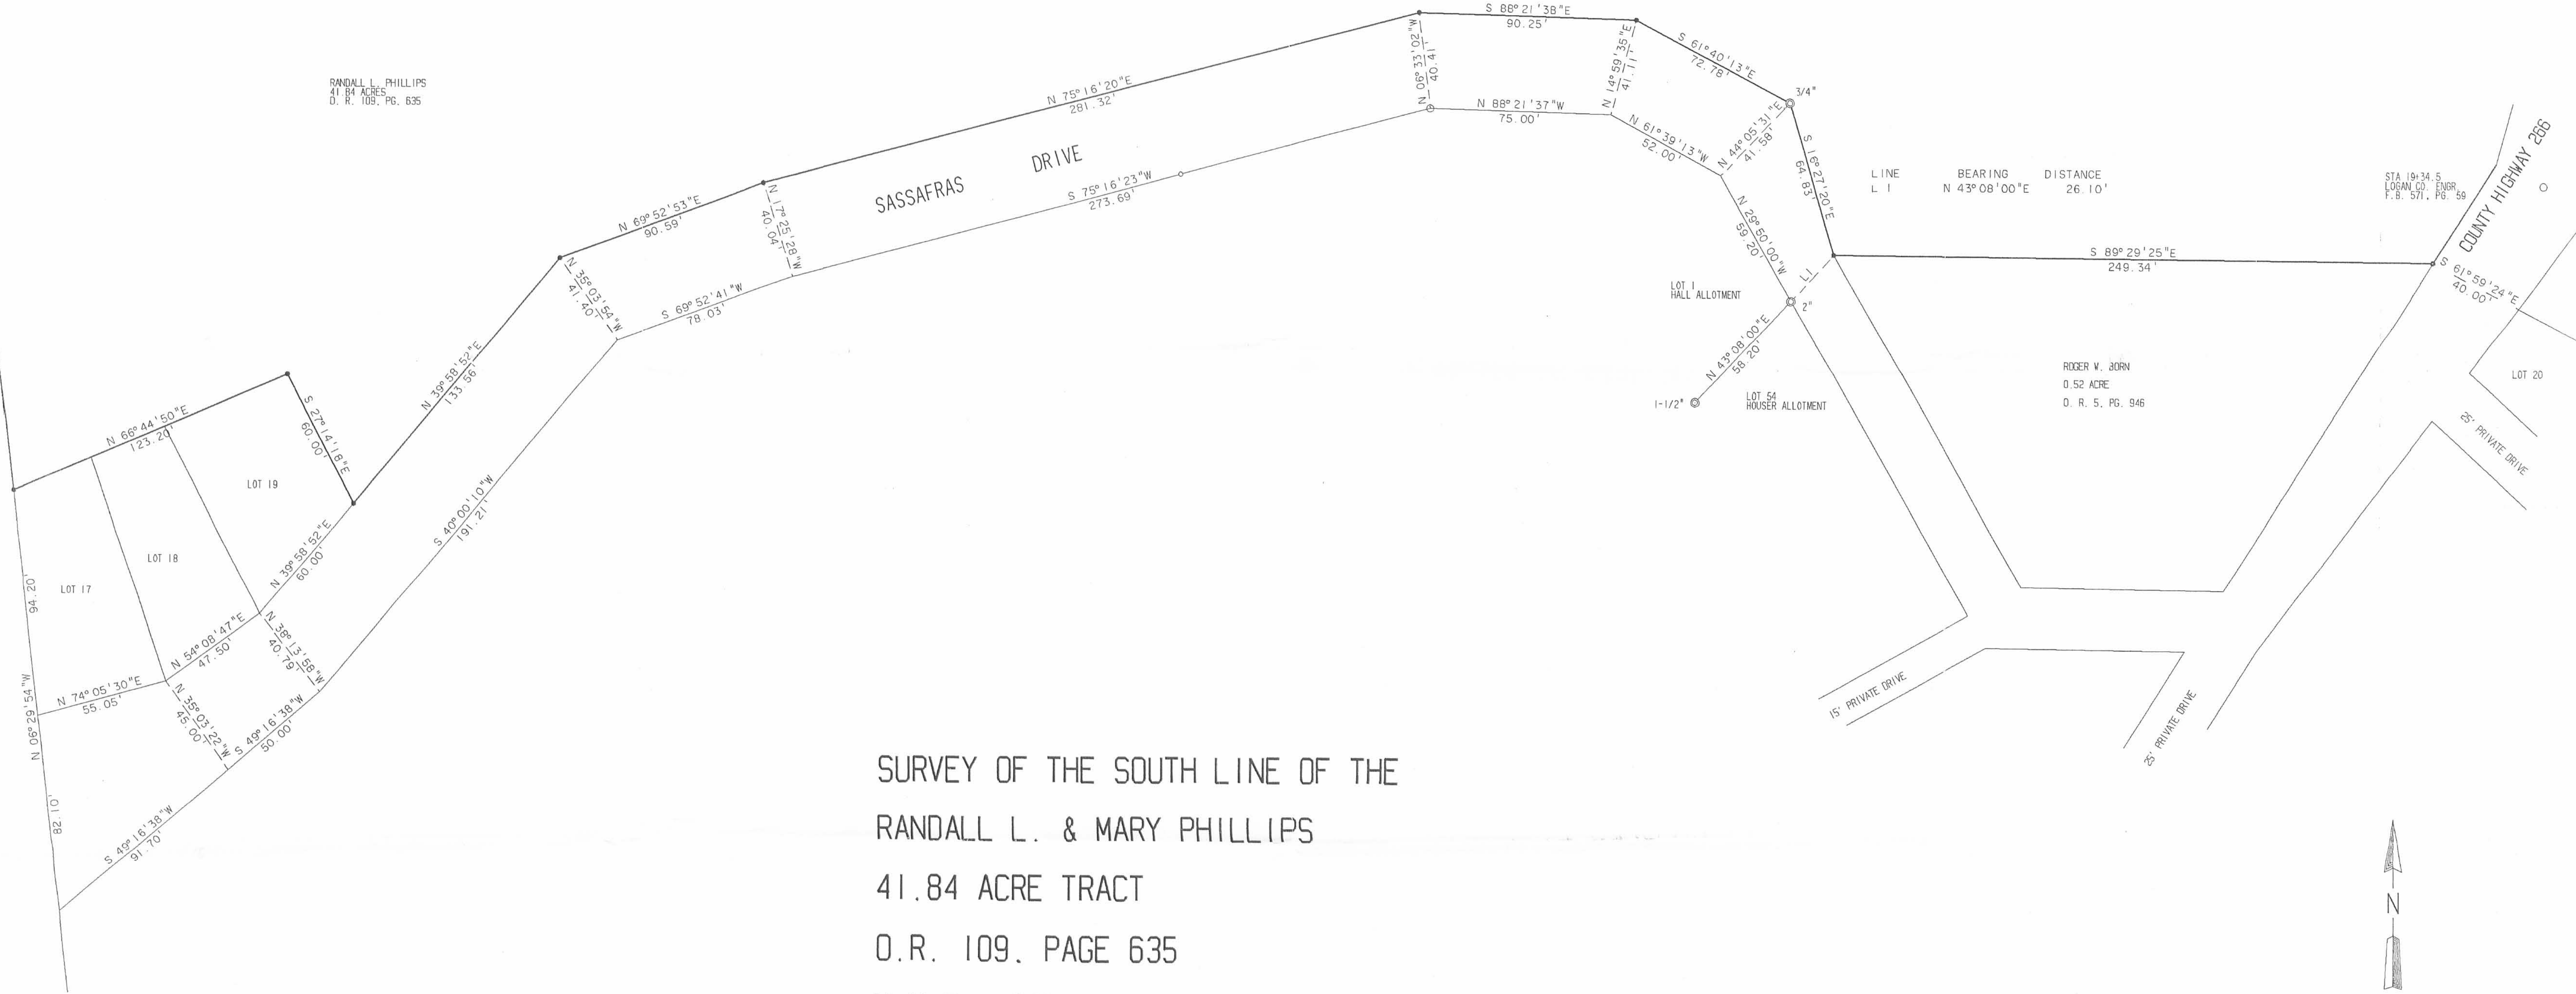 RANDALL L. PHILLIPS
41.84 ACRES
O. R. 109, PG. 635
S 88°21'38"E
90.25'
N 06°33'02"W
40.41'
N 14°59'35"E
41.11'
S 61°40'13"E
72.78'
3/4"
N 75°16'20"E
281.32'
N 88°21'37"W
75.00'
N 61°39'13"W
52.00'
N 44°05'31"E
41.58'
S 16°27'20"E
64.83'
SASSAFRAS DRIVE
S 75°16'23"W
273.69'
N 69°52'53"E
90.59'
N 17°25'28"W
40.04'
N 35°03'54"W
41.40'
S 69°52'41"W
78.03'
LINE BEARING DISTANCE
L 1 N 43°08'00"E 26.10'
STA 19+34.5
LOGAN CO. ENGR.
F.B. 571, PG. 59
COUNTY HIGHWAY 266
N 29°50'00"W
59.20'
L1
S 89°29'25"E
249.34'
S 61°59'24"E
40.00'
LOT 1
HALL ALLOTMENT
2"
N 43°08'00"E
58.20'
1-1/2"
LOT 54
HOUSER ALLOTMENT
ROGER W. BORN
0.52 ACRE
O. R. 5, PG. 946
LOT 20
25' PRIVATE DRIVE
N 39°58'52"E
133.56'
N 66°44'50"E
123.20'
S 27°14'18"E
60.00'
LOT 19
LOT 18
LOT 17
N 39°58'52"E
60.00'
S 40°00'10"W
191.21'
94.20'
N 54°08'47"E
47.50'
N 38°13'58"W
40.79'
N 74°05'30"E
55.05'
N 35°03'22"W
45.00'
S 49°16'38"W
50.00'
N 06°29'54"W
82.10'
S 49°16'38"W
91.70'
15' PRIVATE DRIVE
25' PRIVATE DRIVE
SURVEY OF THE SOUTH LINE OF THE
RANDALL L. & MARY PHILLIPS
41.84 ACRE TRACT
O.R. 109, PAGE 635
N